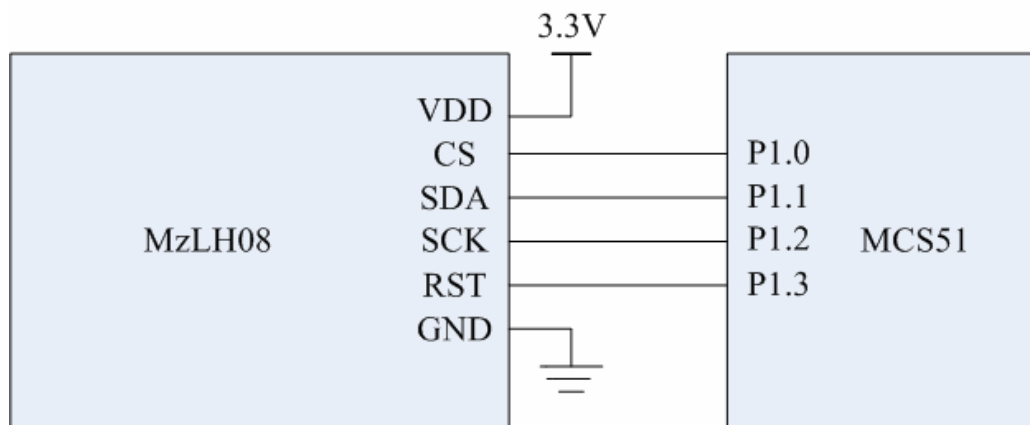 3.3V
VDD
CS
P1.0
SDA
P1.1
MzLH08
SCK
P1.2
MCS51
RST
P1.3
GND